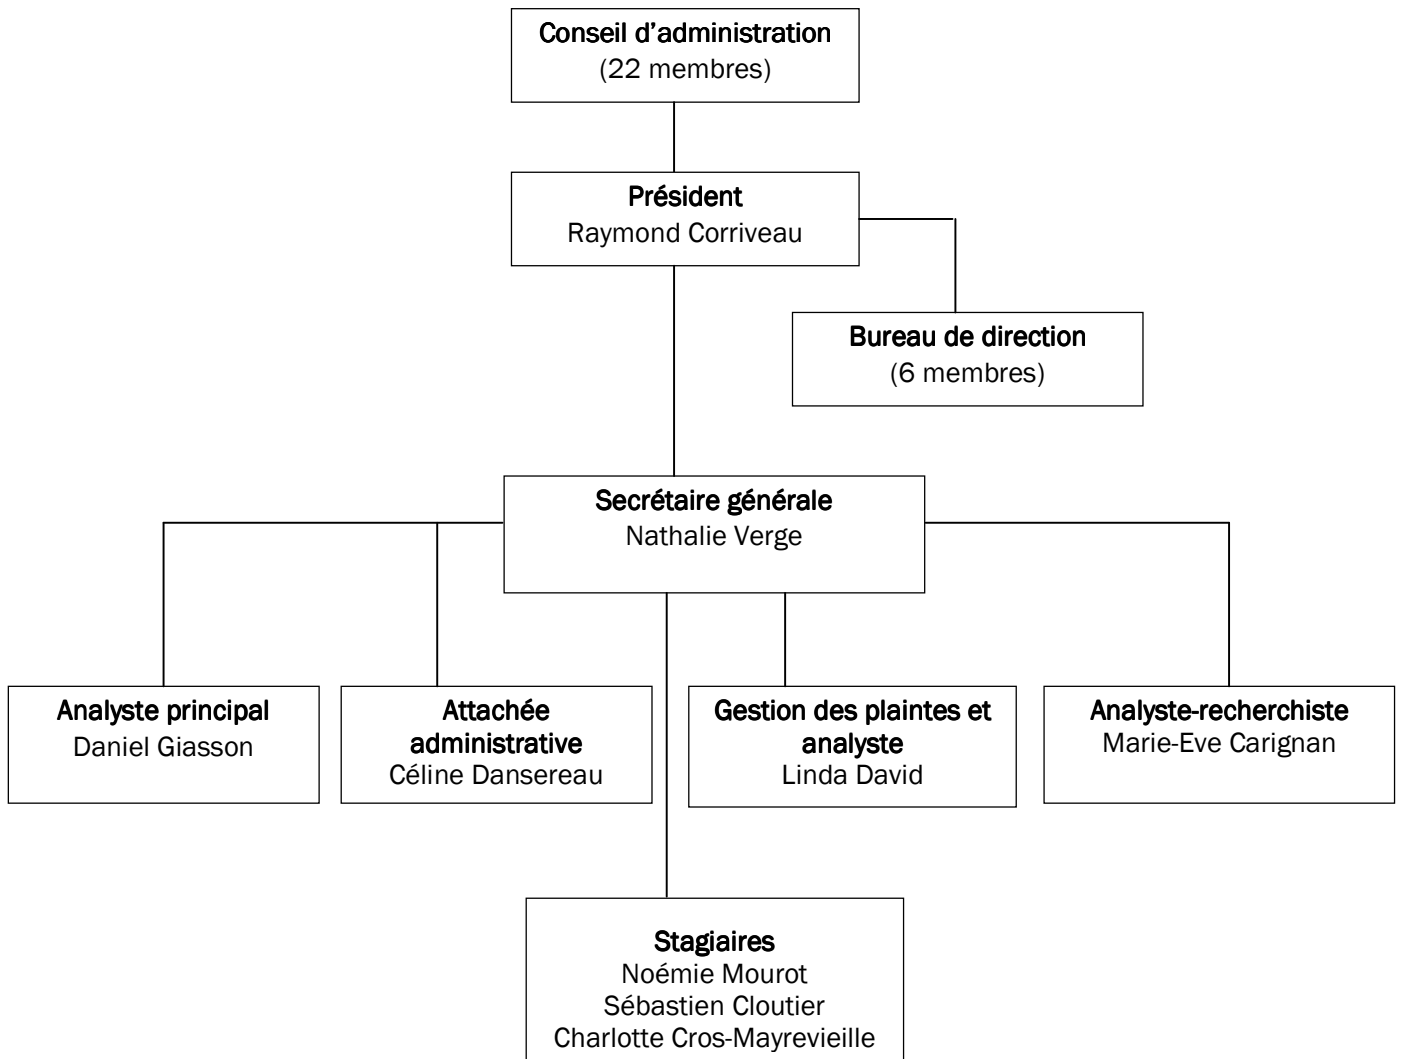 Conseil d'administration
(22 membres)
Président
Raymond Corriveau
Bureau de direction
(6 membres)
Secrétaire générale
Nathalie Verge
Analyste principal
Daniel Giasson
Attachée
administrative
Céline Dansereau
Gestion des plaintes et
analyste
Linda David
Analyste-recherchiste
Marie-Eve Carignan
Stagiaires
Noémie Mourot
Sébastien Cloutier
Charlotte Cros-Mayrevieille